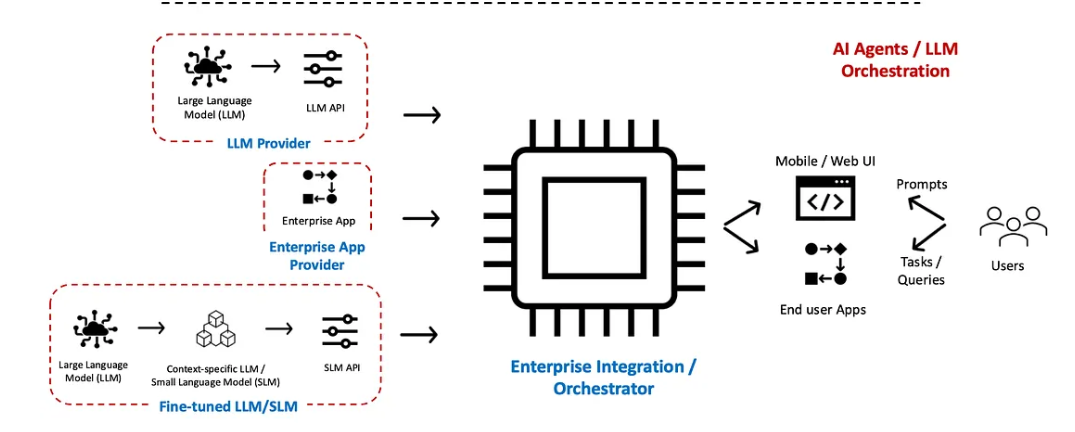 AI Agents / LLM
Orchestration
Large Language
Model (LLM)
LLM API
LLM Provider
Enterprise App
Enterprise App
Provider
Large Language
Model (LLM)
Context-specific LLM /
Small Language Model (SLM)
SLM API
Fine-tuned LLM/SLM
Enterprise Integration /
Orchestrator
Mobile / Web UI
</>
End user Apps
Prompts
Tasks /
Queries
Users